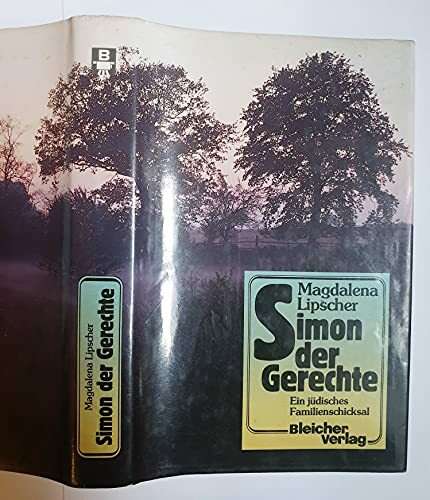 B
Magdalena Lipscher
Simon der Gerechte
Magdalena
Lipscher
Simon
der
Gerechte
Ein jüdisches
Familienschicksal
Bleicher
Verlag